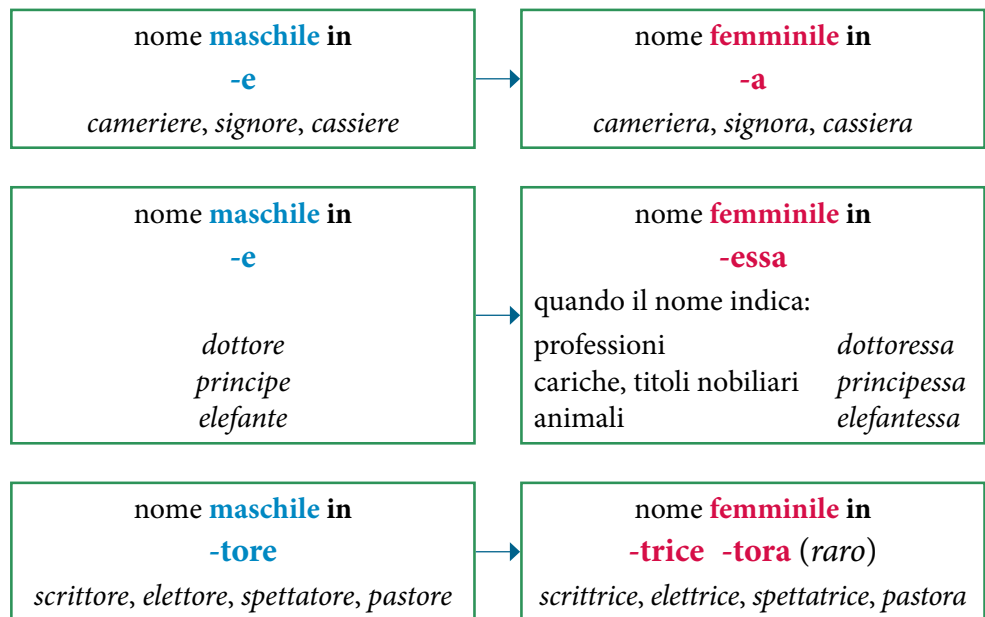 nome maschile in
-e
cameriere, signore, cassiere
nome femminile in
-a
cameriera, signora, cassiera
nome maschile in
-e
dottore
principe
elefante
nome femminile in
-essa
quando il nome indica:
professioni dottoressa
cariche, titoli nobiliari principessa
animali elefantessa
nome maschile in
-tore
scrittore, elettore, spettatore, pastore
nome femminile in
-trice -tora (raro)
scrittrice, elettrice, spettatrice, pastora